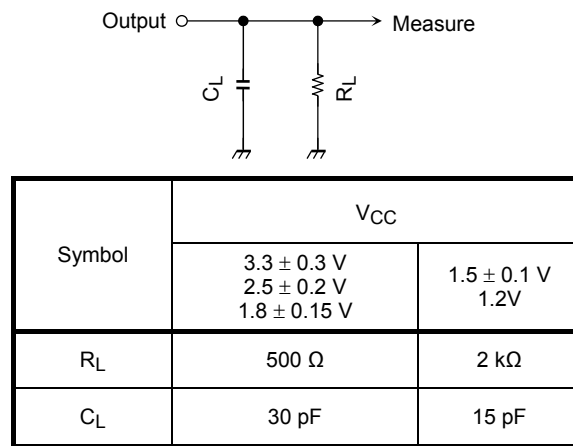 Output
Measure
CL
RL
Symbol
VCC
3.3 ± 0.3 V
2.5 ± 0.2 V
1.8 ± 0.15 V
1.5 ± 0.1 V
1.2V
RL
500 Ω
2 kΩ
CL
30 pF
15 pF